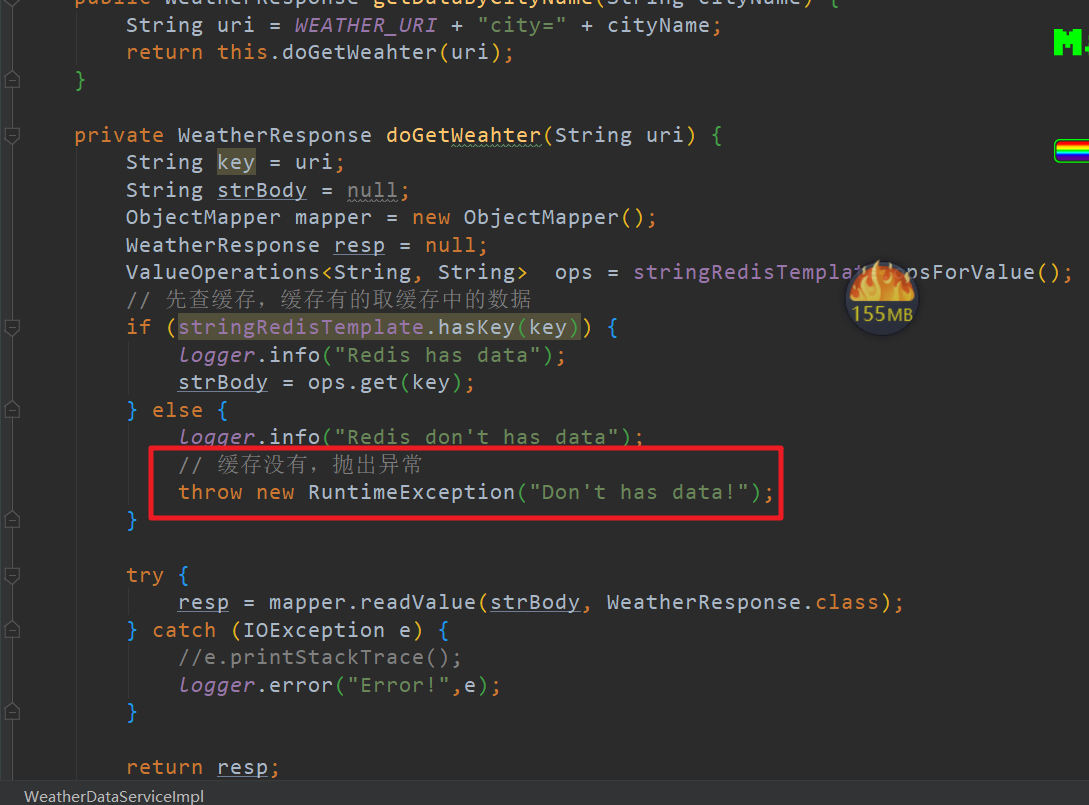 public WeatherResponse getDataByCityName(String cityName) {
String uri = WEATHER_URI + "city=" + cityName;
return this.doGetWeahter(uri);
}
private WeatherResponse doGetWeahter(String uri) {
String key = uri;
String strBody = null;
ObjectMapper mapper = new ObjectMapper();
WeatherResponse resp = null;
ValueOperations<String, String> ops = stringRedisTemplat psForValue();
// 先查缓存，缓存有的取缓存中的数据
if (stringRedisTemplate.hasKey(key)) {
logger.info("Redis has data");
strBody = ops.get(key);
} else {
logger.info("Redis don't has data");
// 缓存没有，抛出异常
throw new RuntimeException("Don't has data!");
}
try {
resp = mapper.readValue(strBody, WeatherResponse.class);
} catch (IOException e) {
//e.printStackTrace();
logger.error("Error!",e);
}
return resp;
WeatherDataServiceImpl
M
155MB